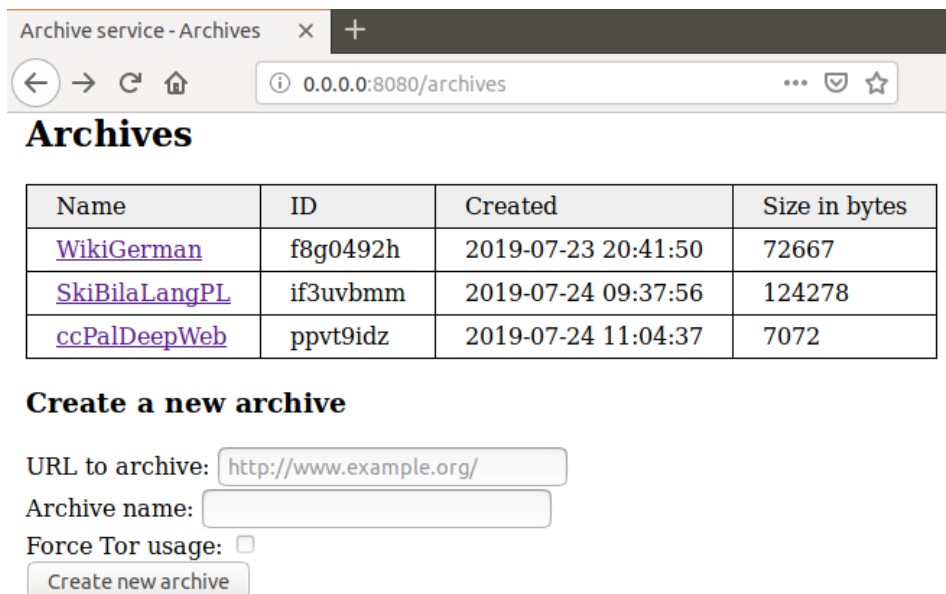 Archive service - Archives
0.0.0.0:8080/archives
Archives
Name ID Created Size in bytes
WikiGerman f8g0492h 2019-07-23 20:41:50 72667
SkiBilaLangPL if3uvbmm 2019-07-24 09:37:56 124278
ccPalDeepWeb ppvt9idz 2019-07-24 11:04:37 7072
Create a new archive
URL to archive: http://www.example.org/
Archive name:
Force Tor usage:
Create new archive